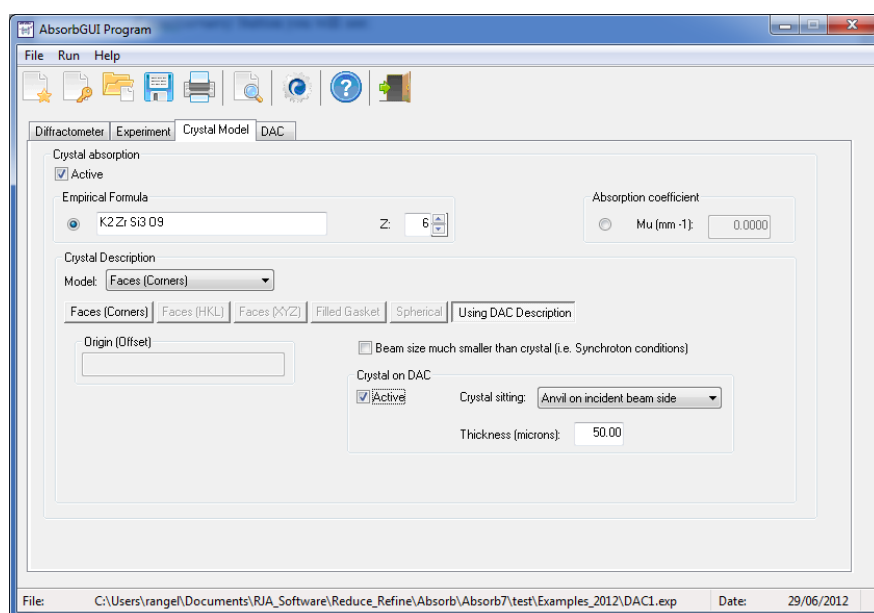 AbsorbGUI Program
File Run Help
Diffractometer Experiment Crystal Model DAC
Crystal absorption
Active
Empirical Formula Absorption coefficient
K2 Zr Si3 O9 Z: 6 Mu (mm -1): 0.0000
Crystal Description
Model: Faces (Corners)
Faces (Corners) Faces (HKL) Faces (XYZ) Filled Gasket Spherical Using DAC Description
Origin (Offset) Beam size much smaller than crystal (i.e. Synchroton conditions)
Crystal on DAC
Active Crystal sitting: Anvil on incident beam side
Thickness (microns): 50.00
File: C:\Users\rangel\Documents\RJA_Software\Reduce_Refine\Absorb\Absorb7\test\Examples_2012\DAC1.exp Date: 29/06/2012